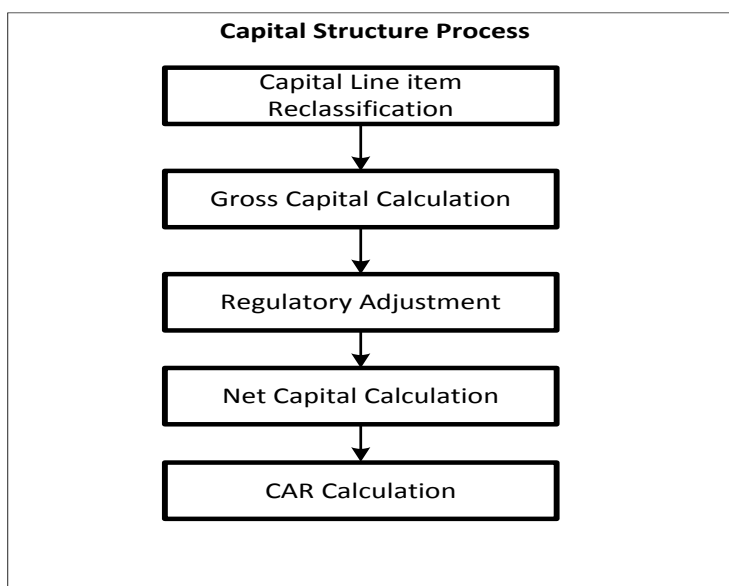 Capital Structure Process
Capital Line item
Reclassification
Gross Capital Calculation
Regulatory Adjustment
Net Capital Calculation
CAR Calculation